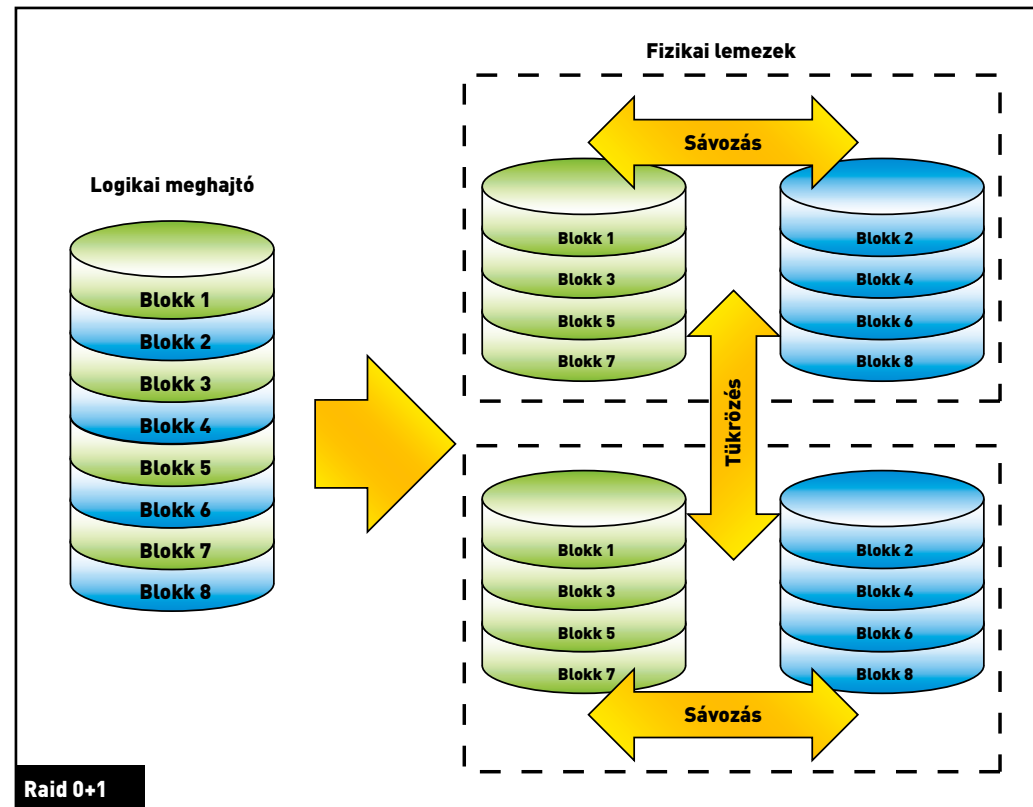 Fizikai lemezek
Sávozás
Logikai meghajtó
Blokk 1
Blokk 2
Blokk 3
Blokk 4
Blokk 5
Blokk 6
Blokk 7
Blokk 8
Blokk 1
Blokk 3
Blokk 5
Blokk 7
Blokk 2
Blokk 4
Blokk 6
Blokk 8
Tükrözés
Blokk 1
Blokk 3
Blokk 5
Blokk 7
Blokk 2
Blokk 4
Blokk 6
Blokk 8
Sávozás
Raid 0+1